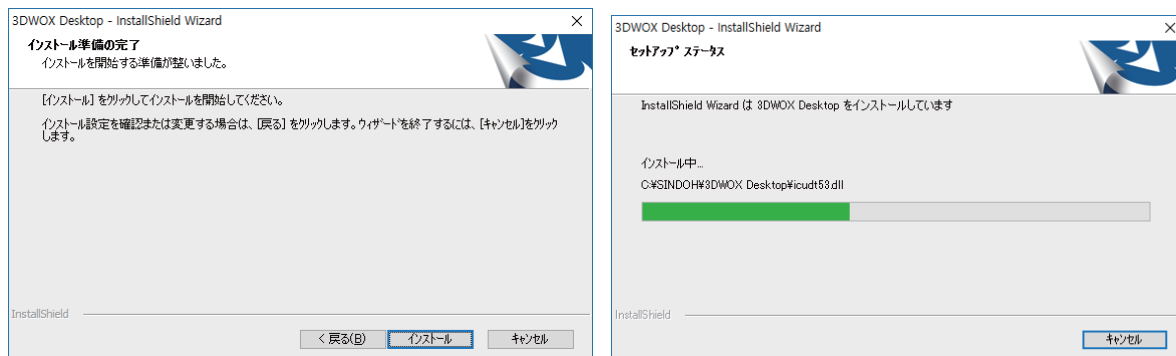 3DWOX Desktop - InstallShield Wizard
インストール準備の完了
インストールを開始する準備が整いました。
[インストール] をクリックしてインストールを開始してください。
インストール設定を確認または変更する場合は、[戻る] をクリックします。ウィザードを終了するには、[キャンセル]をクリック
します。
InstallShield
< 戻る(B)
インストール
キャンセル
3DWOX Desktop - InstallShield Wizard
セットアップ ステータス
InstallShield Wizard は 3DWOX Desktop をインストールしています
インストール中...
C:¥SINDOH¥3DWOX Desktop¥icudt53.dll
InstallShield
キャンセル